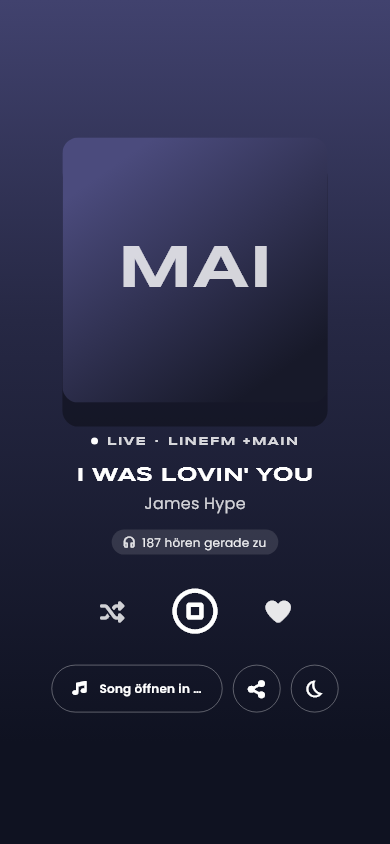 MAI
LIVE · LINEFM +MAIN
I WAS LOVIN' YOU
James Hype
187 hören gerade zu
Song öffnen in ...